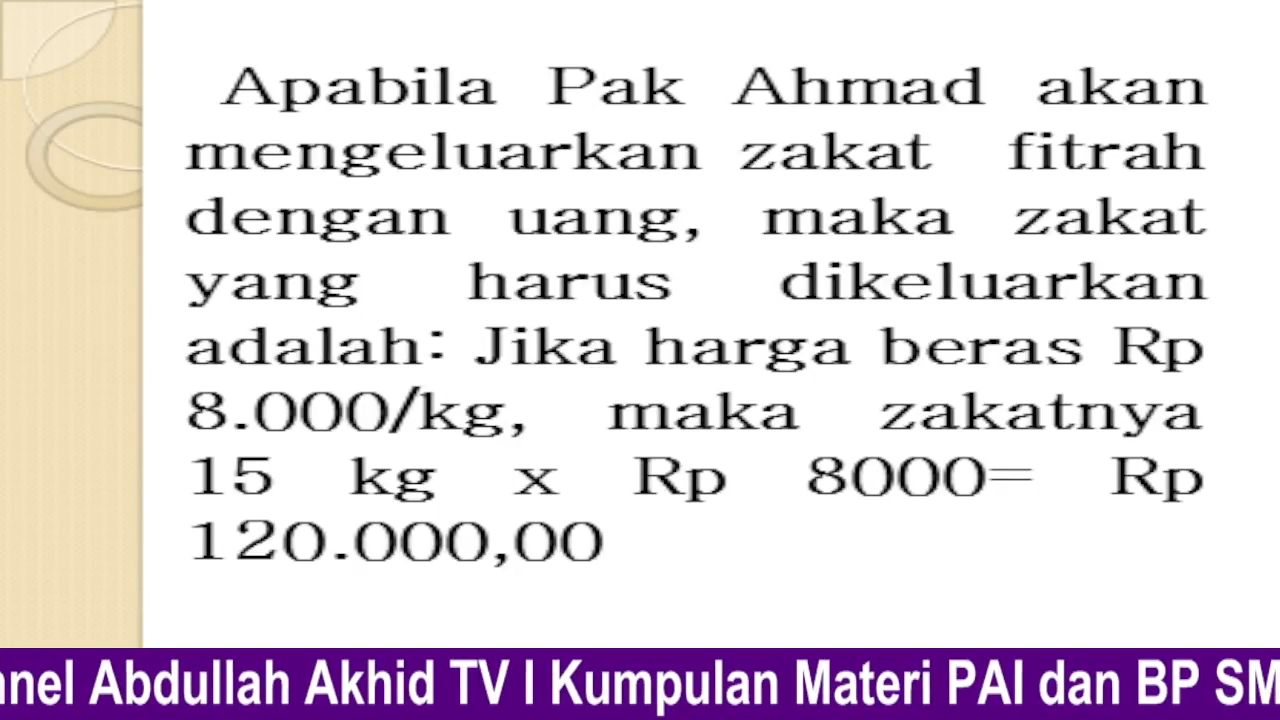 Apabila Pak Ahmad akan
mengeluarkan zakat fitrah
dengan uang, maka zakat
yang harus dikeluarkan
adalah: Jika harga beras Rp
8.000/kg, maka zakatnya
15 kg x Rp 8000= Rp
120.000,00
Abdullah Akhid TV I Kumpulan Materi PAI dan BP